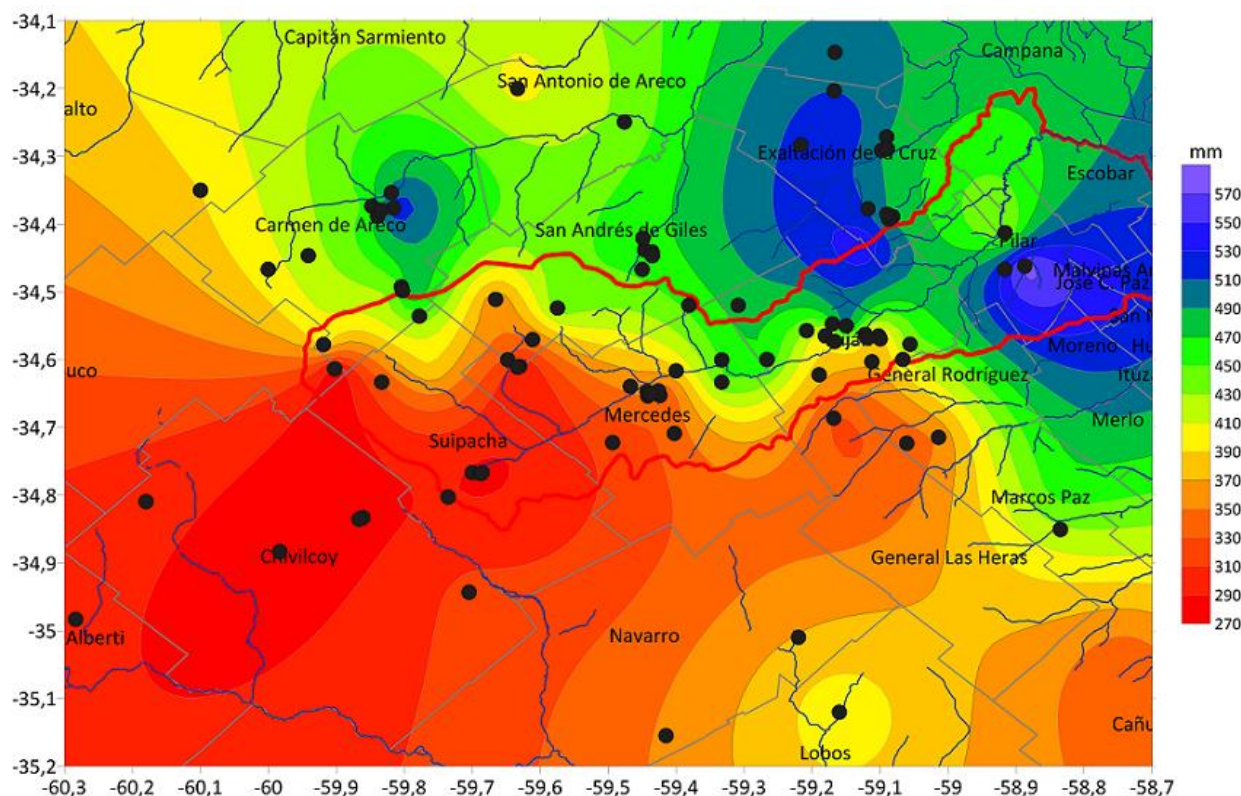 -34,1
Capitán Sarmiento
Campana
-34,2
San Antonio de Areco
alto
-34,3
Exaltación de la Cruz
mm
Escobar
570
-34,4
Carmen de Areco
San Andrés de Giles
Pilar
550
530
Malvinas Ar
José C. Paz
510
-34,5
San M
490
Moreno
Hu
470
-34,6
uco
General Rodríguez
Ituza
450
430
Mercedes
Merlo
410
-34,7
Suipacha
390
370
-34,8
Marcos Paz
350
330
-34,9
Chivilcoy
General Las Heras
310
290
-35
Alberti
Navarro
270
-35,1
Cañu
Lobos
-35,2
-60,3
-60,2
-60,1
-60
-59,9
-59,8
-59,7
-59,6
-59,5
-59,4
-59,3
-59,2
-59,1
-59
-58,9
-58,8
-58,7